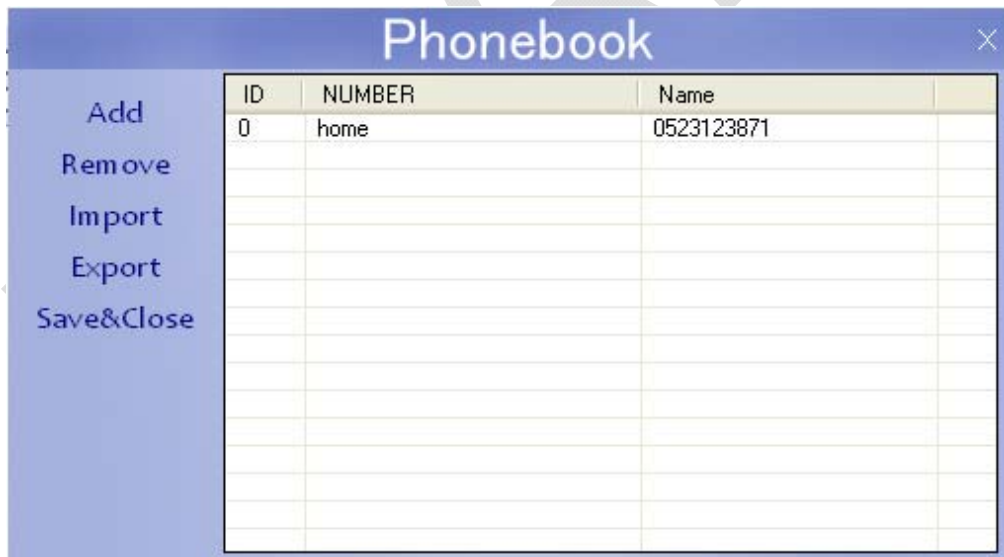 Phonebook
Add
Remove
Import
Export
Save&Close
ID NUMBER Name
0 home 0523123871